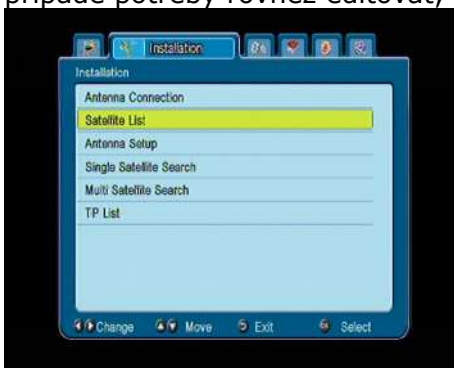 případě potřeby rovněž editovat,
Installation
Installation
Antenna Connection
Satellite List
Antenna Setup
Single Satellite Search
Multi Satellite Search
TP List
Change Move Exit Select